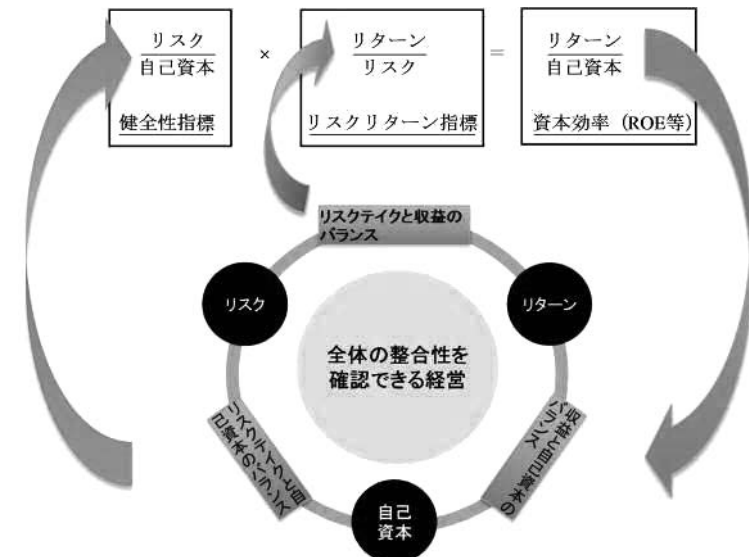 リスク
自己資本
健全性指標
×
リターン
リスク
リスクリターン指標
=
リターン
自己資本
資本効率（ROE等）
リスクテイクと収益の
バランス
リスク
リターン
全体の整合性を
確認できる経営
リスクテイクと自
己資本のバランス
収益と自己資本の
バランス
自己
資本